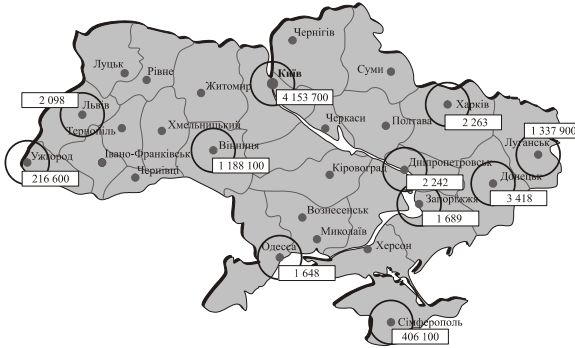 Чернігів
Луцьк
Рівне
Київ
Суми
Житомир
2 098
4 153 700
Львів
Харків
2 263
Тернопіль
Хмельницький
Черкаси
Полтава
1 337 900
Луганськ
Вінниця
1 188 100
Ужгород
216 600
Івано-Франківськ
Чернівці
Кіровоград
Дніпропетровськ
2 242
Донецьк
3 418
Запоріжжя
1 689
Вознесенськ
Миколаїв
Одесса
1 648
Херсон
Сімферополь
406 100